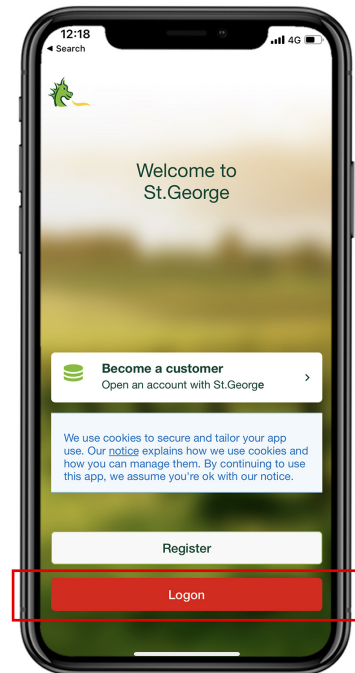 12:18
Search
4G
Welcome to
St.George
Become a customer
Open an account with St.George
We use cookies to secure and tailor your app
use. Our notice explains how we use cookies and
how you can manage them. By continuing to use
this app, we assume you're ok with our notice.
Register
Logon